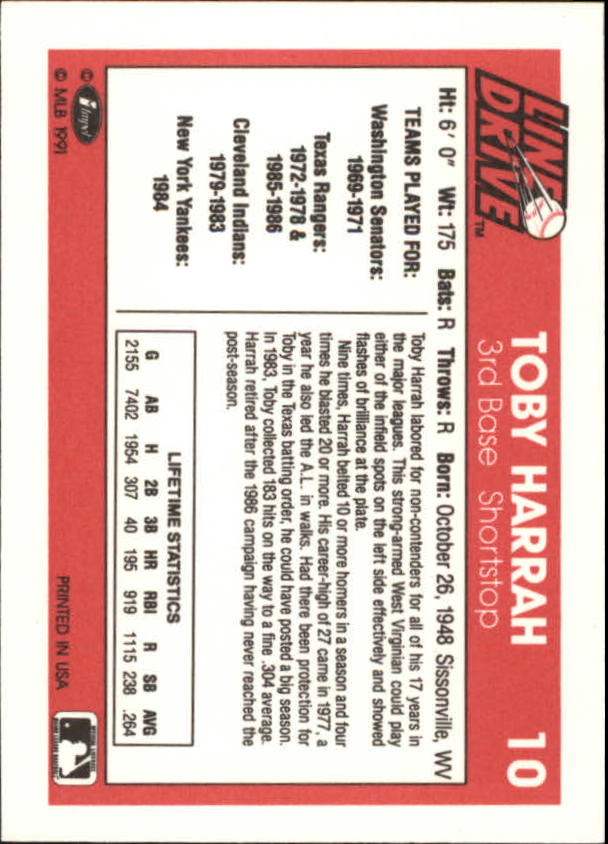 LINE
DRIVE™
TOBY HARRAH 10
3rd Base Shortstop
Ht: 6' 0" Wt: 175 Bats: R Throws: R Born: October 26, 1948 Sissonville, WV
TEAMS PLAYED FOR:
Washington Senators:
1969-1971
Texas Rangers:
1972-1978 &
1985-1986
Cleveland Indians:
1979-1983
New York Yankees:
1984
Toby Harrah labored for non-contenders for all of his 17 years in
the major leagues. This strong-armed West Virginian could play
either of the infield spots on the left side effectively and showed
flashes of brilliance at the plate.
Nine times, Harrah belted 10 or more homers in a season and four
times he blasted 20 or more. His career-high of 27 came in 1977, a
year he also led the A.L. in walks. Had there been protection for
Toby in the Texas batting order, he could have posted a big season.
In 1983, Toby collected 183 hits on the way to a fine .304 average.
Harrah retired after the 1986 campaign having never reached the
post-season.
LIFETIME STATISTICS
G AB H 2B 3B HR RBI R SB AVG
2155 7402 1954 307 40 195 919 1115 238 .264
© Impel
© MLB 1991
PRINTED IN USA